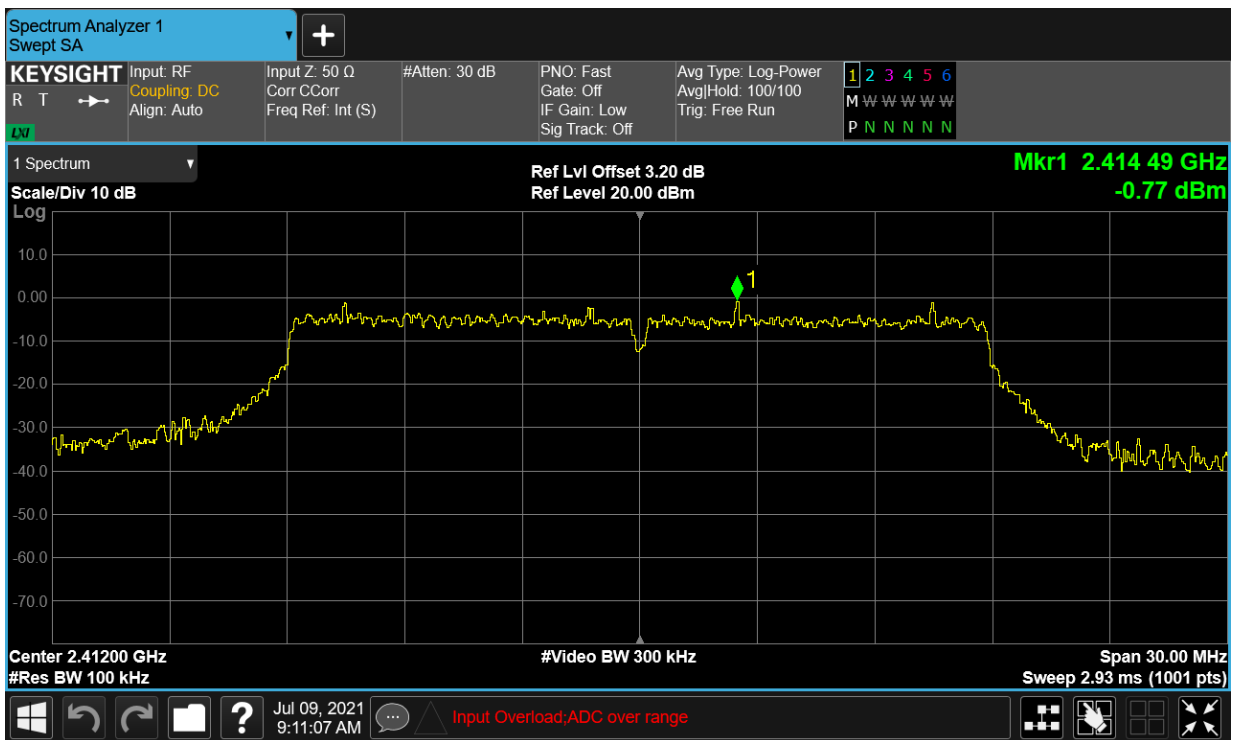 Spectrum Analyzer 1
Swept SA
+
KEYSIGHT
R T
LXI
Input: RF
Coupling: DC
Align: Auto
Input Z: 50 Ω
Corr CCorr
Freq Ref: Int (S)
#Atten: 30 dB
PNO: Fast
Gate: Off
IF Gain: Low
Sig Track: Off
Avg Type: Log-Power
Avg|Hold: 100/100
Trig: Free Run
1 2 3 4 5 6
M W W W W W
P N N N N N
1 Spectrum
Scale/Div 10 dB
Log
Ref Lvl Offset 3.20 dB
Ref Level 20.00 dBm
Mkr1 2.414 49 GHz
-0.77 dBm
10.0
0.00
-10.0
-20.0
-30.0
-40.0
-50.0
-60.0
-70.0
1
Center 2.41200 GHz
#Res BW 100 kHz
#Video BW 300 kHz
Span 30.00 MHz
Sweep 2.93 ms (1001 pts)
?
Jul 09, 2021
9:11:07 AM
Input Overload;ADC over range